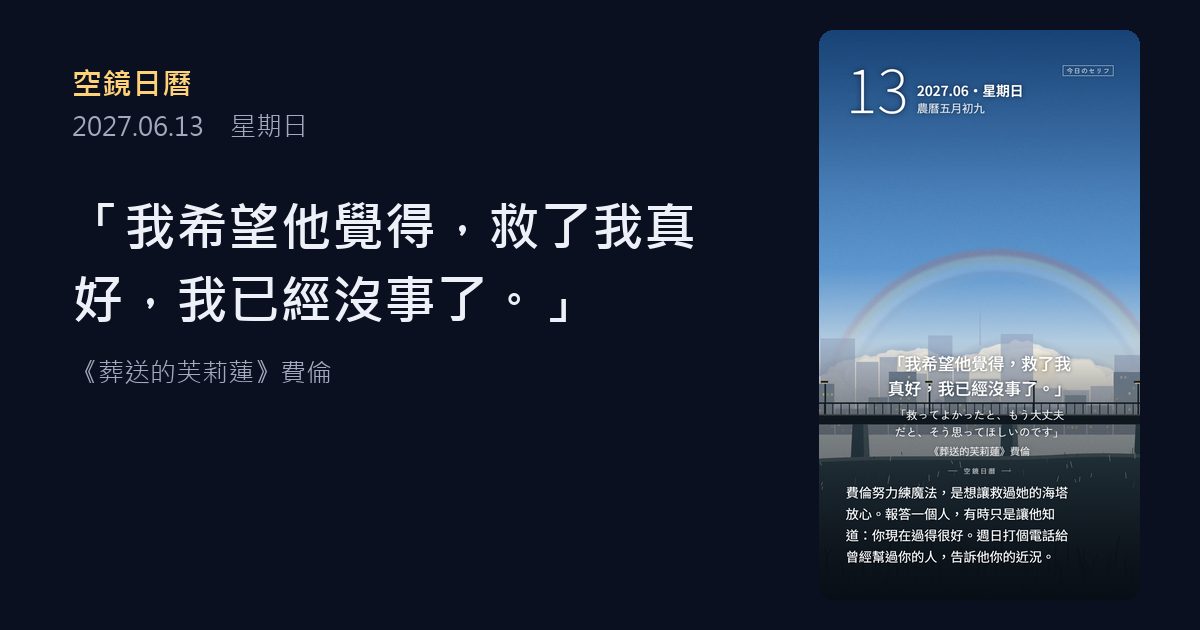 空鏡日曆
2027.06.13 星期日
「我希望他覺得，救了我真
好，我已經沒事了。」
《葬送的芙莉蓮》費倫
13
2027.06・星期日
農曆五月初九
今日のセリフ
「我希望他覺得，救了我
真好，我已經沒事了。」
「救ってよかったと、もう大丈夫
だと、そう思ってほしいのです」
《葬送的芙莉蓮》費倫
— 空鏡日曆 —
費倫努力練魔法，是想讓救過她的海塔
放心。報答一個人，有時只是讓他知
道：你現在過得很好。週日打個電話給
曾經幫過你的人，告訴他你的近況。